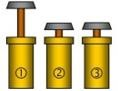 ① ② ③